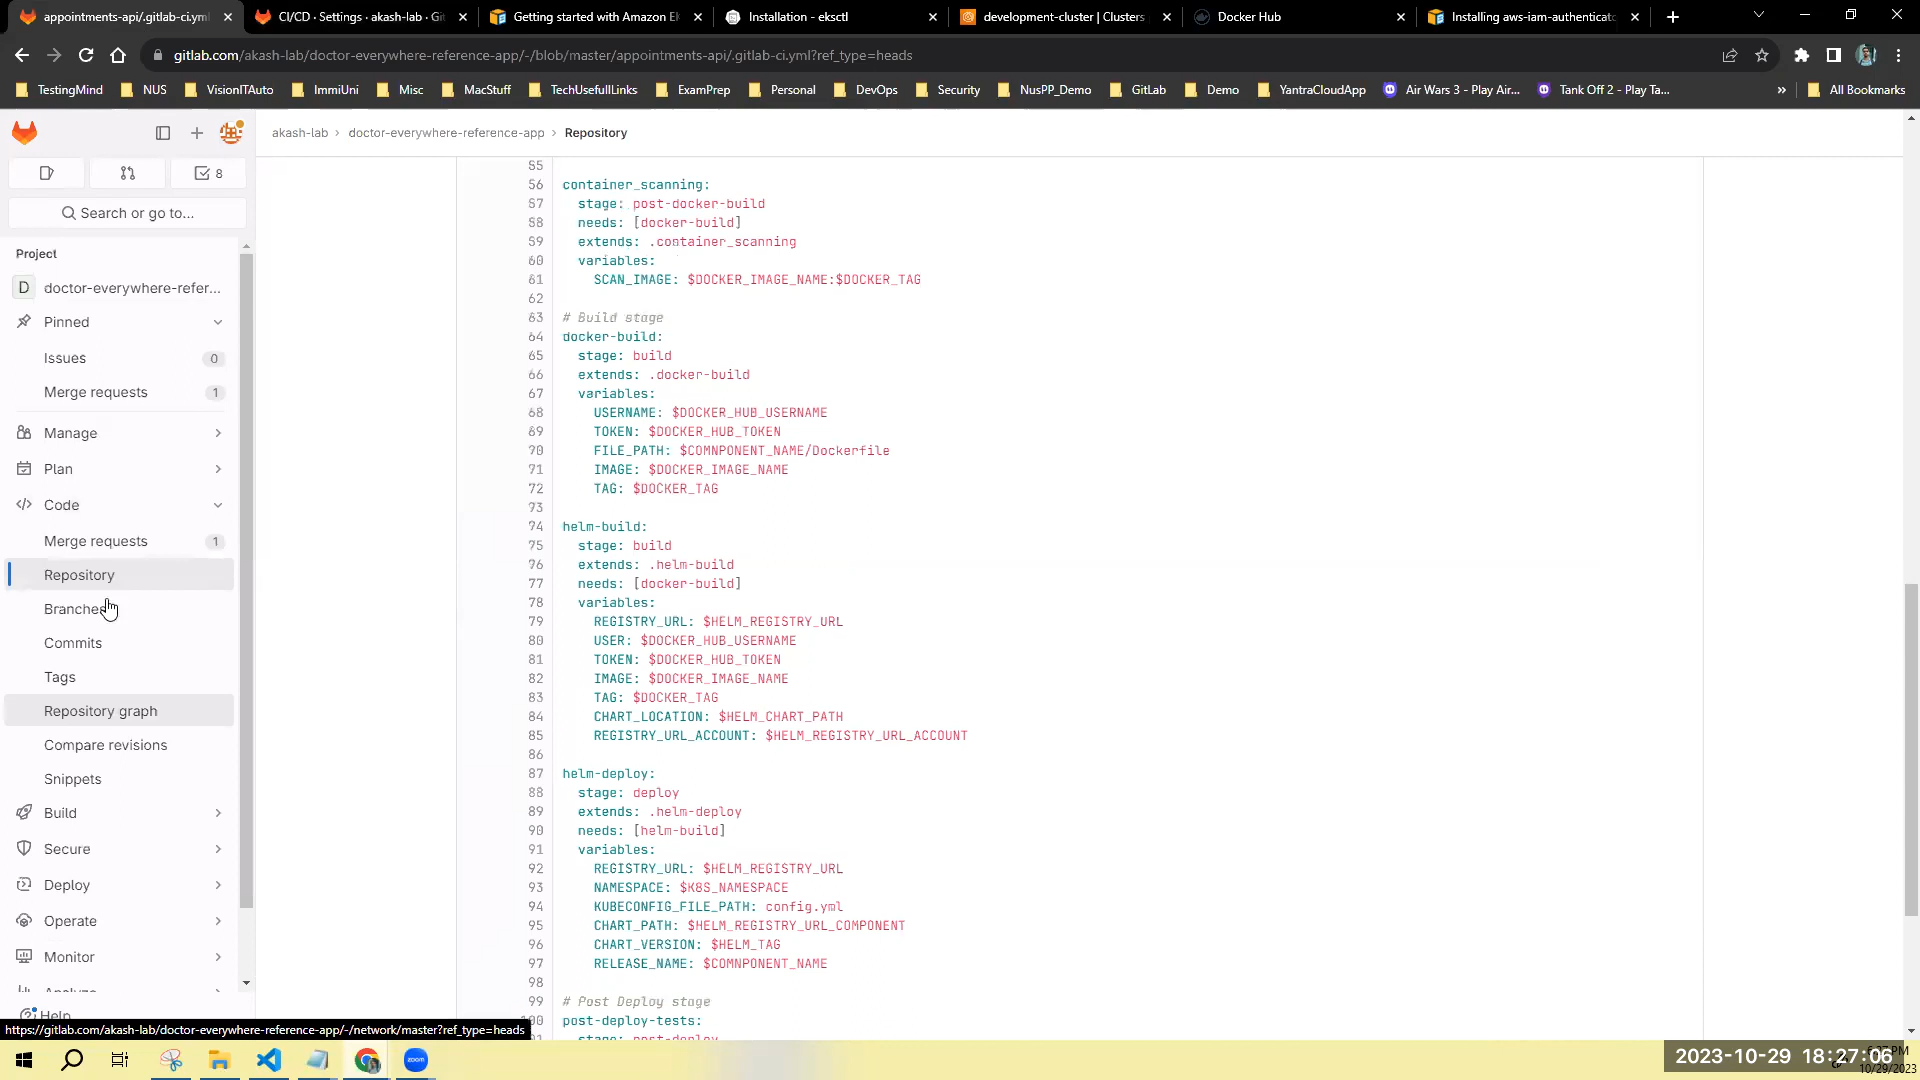 appointments-api/.gitlab-ci.yml
CI/CD · Settings · akash-lab · Git
Getting started with Amazon EK
Installation - eksctl
development-cluster | Clusters
Docker Hub
Installing aws-iam-authenticato
gitlab.com/akash-lab/doctor-everywhere-reference-app/-/blob/master/appointments-api/.gitlab-ci.yml?ref_type=heads
TestingMind
NUS
VisionITAuto
ImmiUni
Misc
MacStuff
TechUsefullLinks
ExamPrep
Personal
DevOps
Security
NusPP_Demo
GitLab
Demo
YantraCloudApp
Air Wars 3 - Play Air...
Tank Off 2 - Play Ta...
»
All Bookmarks
akash-lab › doctor-everywhere-reference-app › Repository
8
Search or go to...
Project
D doctor-everywhere-refer...
Pinned
Issues 0
Merge requests 1
Manage
Plan
Code
Merge requests 1
Repository
Branches
Commits
Tags
Repository graph
Compare revisions
Snippets
Build
Secure
Deploy
Operate
Monitor
Analyze
Help
55
56 container_scanning:
57 stage: post-docker-build
58 needs: [docker-build]
59 extends: .container_scanning
60 variables:
61 SCAN_IMAGE: $DOCKER_IMAGE_NAME:$DOCKER_TAG
62
63 # Build stage
64 docker-build:
65 stage: build
66 extends: .docker-build
67 variables:
68 USERNAME: $DOCKER_HUB_USERNAME
69 TOKEN: $DOCKER_HUB_TOKEN
70 FILE_PATH: $COMNPONENT_NAME/Dockerfile
71 IMAGE: $DOCKER_IMAGE_NAME
72 TAG: $DOCKER_TAG
73
74 helm-build:
75 stage: build
76 extends: .helm-build
77 needs: [docker-build]
78 variables:
79 REGISTRY_URL: $HELM_REGISTRY_URL
80 USER: $DOCKER_HUB_USERNAME
81 TOKEN: $DOCKER_HUB_TOKEN
82 IMAGE: $DOCKER_IMAGE_NAME
83 TAG: $DOCKER_TAG
84 CHART_LOCATION: $HELM_CHART_PATH
85 REGISTRY_URL_ACCOUNT: $HELM_REGISTRY_URL_ACCOUNT
86
87 helm-deploy:
88 stage: deploy
89 extends: .helm-deploy
90 needs: [helm-build]
91 variables:
92 REGISTRY_URL: $HELM_REGISTRY_URL
93 NAMESPACE: $K8S_NAMESPACE
94 KUBECONFIG_FILE_PATH: config.yml
95 CHART_PATH: $HELM_REGISTRY_URL_COMPONENT
96 CHART_VERSION: $HELM_TAG
97 RELEASE_NAME: $COMNPONENT_NAME
98
99 # Post Deploy stage
100 post-deploy-tests:
stage: post-deploy
https://gitlab.com/akash-lab/doctor-everywhere-reference-app/-/network/master?ref_type=heads
zoom
2023-10-29 18:27:06
10/29/2023